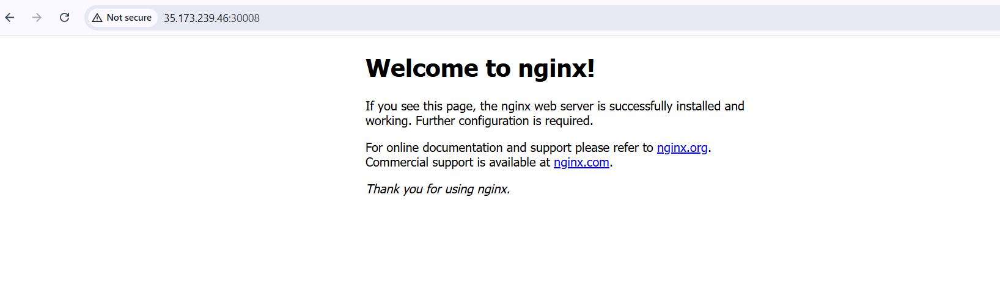 Not secure 35.173.239.46:30008
Welcome to nginx!
If you see this page, the nginx web server is successfully installed and
working. Further configuration is required.
For online documentation and support please refer to nginx.org.
Commercial support is available at nginx.com.
Thank you for using nginx.